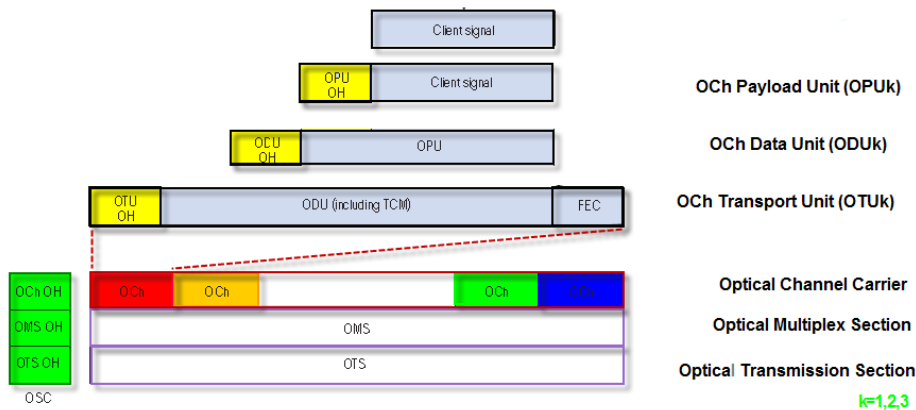 Client signal
OPU
OH
Client signal
OCh Payload Unit (OPUk)
ODU
OH
OPU
OCh Data Unit (ODUk)
OTU
OH
ODU (including TCM)
FEC
OCh Transport Unit (OTUk)
OCh OH
OCh
OCh
OCh
OCh
Optical Channel Carrier
OMS OH
OMS
Optical Multiplex Section
OTS OH
OTS
Optical Transmission Section
OSC
k=1,2,3